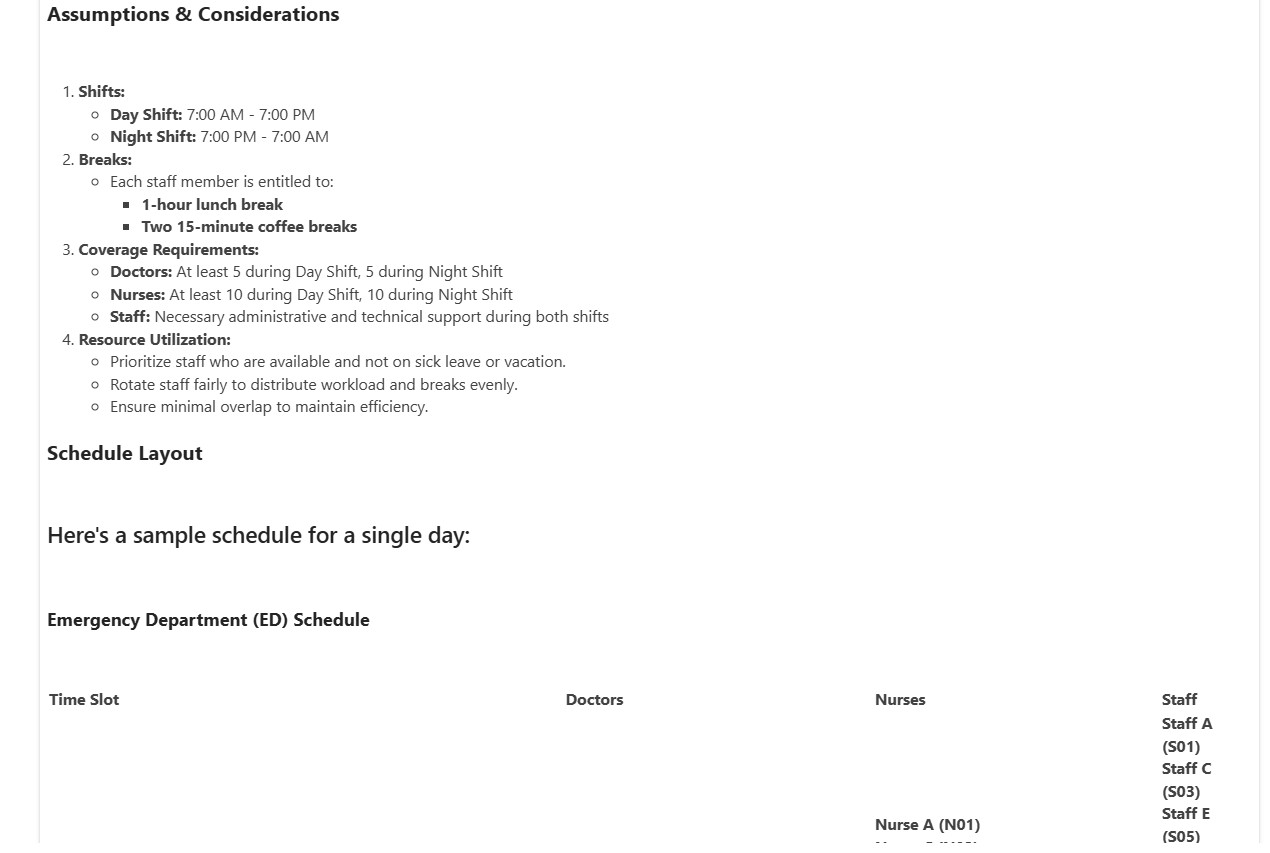 Assumptions & Considerations
1. Shifts:
Day Shift: 7:00 AM - 7:00 PM
Night Shift: 7:00 PM - 7:00 AM
2. Breaks:
Each staff member is entitled to:
1-hour lunch break
Two 15-minute coffee breaks
3. Coverage Requirements:
Doctors: At least 5 during Day Shift, 5 during Night Shift
Nurses: At least 10 during Day Shift, 10 during Night Shift
Staff: Necessary administrative and technical support during both shifts
4. Resource Utilization:
Prioritize staff who are available and not on sick leave or vacation.
Rotate staff fairly to distribute workload and breaks evenly.
Ensure minimal overlap to maintain efficiency.
Schedule Layout
Here's a sample schedule for a single day:
Emergency Department (ED) Schedule
Time Slot Doctors Nurses Staff
Staff A
(S01)
Staff C
(S03)
Staff E
Nurse A (N01)
(S05)